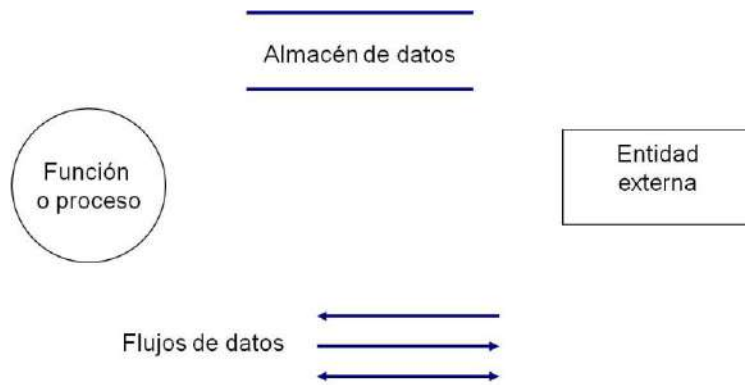 Almacén de datos
Función
o proceso
Entidad
externa
Flujos de datos